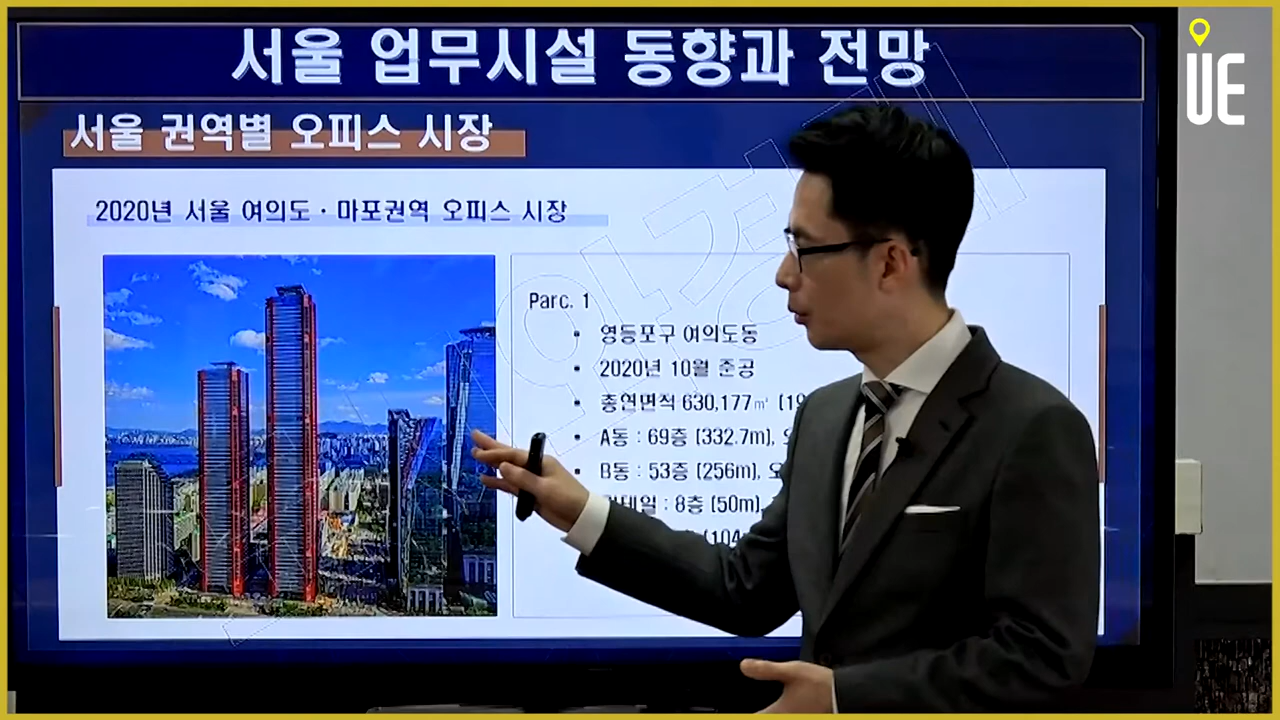 서울 업무시설 동향과 전망
UE
서울 권역별 오피스 시장
2020년 서울 여의도 · 마포권역 오피스 시장
Parc. 1
• 영등포구 여의도동
• 2020년 10월 준공
• 총연면적 630,177㎡ (19
• A동 : 69층 (332.7m),
• B동 : 53층 (256m), 오
: 8층 (50m),
(104